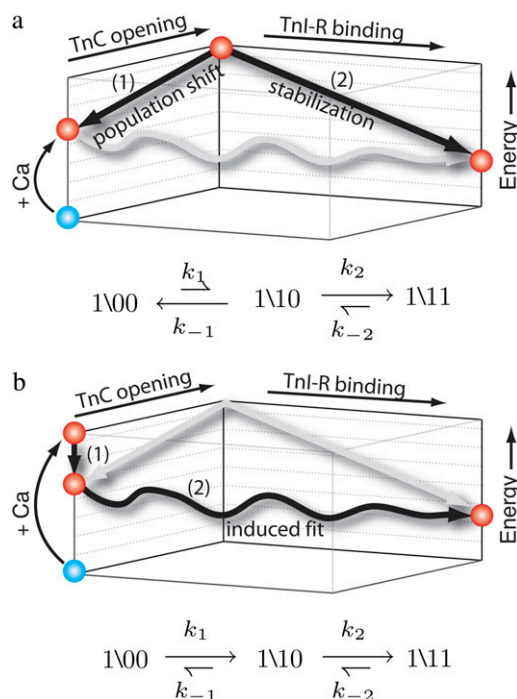 a
TnC opening
TnI-R binding
(1)
population shift
(2)
stabilization
+ Ca
Energy
k₁
k₂
1\00 1\10 1\11
k₋₁
k₋₂
b
TnC opening
TnI-R binding
(1)
(2)
induced fit
+ Ca
Energy
k₁
k₂
1\00 1\10 1\11
k₋₁
k₋₂